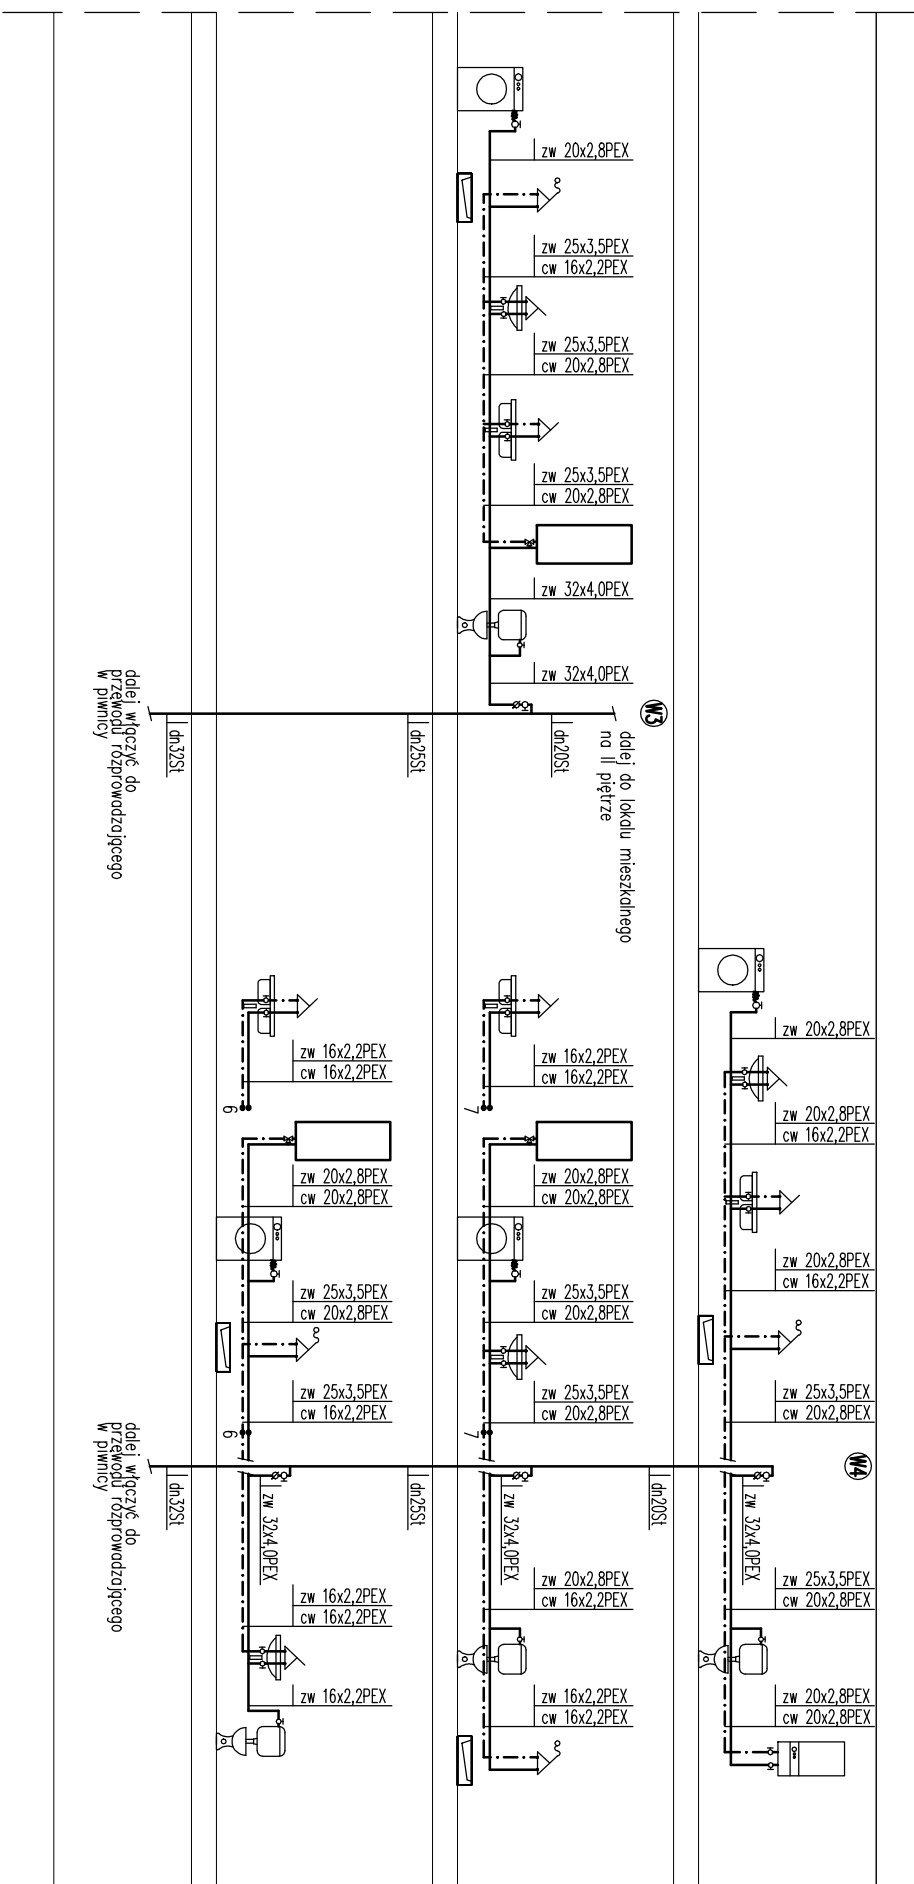 zw 20x2,8PEX
zw 25x3,5PEX
cw 16x2,2PEX
zw 25x3,5PEX
cw 20x2,8PEX
zw 25x3,5PEX
cw 20x2,8PEX
zw 32x4,0PEX
zw 32x4,0PEX
W3
dalej do lokalu mieszkalnego
na II piętrze
dn20St
dn25St
dn32St
dalej włączyć do
przewodu rozprowadzającego
w piwnicy
zw 20x2,8PEX
zw 20x2,8PEX
cw 16x2,2PEX
zw 20x2,8PEX
cw 16x2,2PEX
zw 25x3,5PEX
cw 20x2,8PEX
W4
zw 32x4,0PEX
zw 25x3,5PEX
cw 20x2,8PEX
zw 20x2,8PEX
cw 20x2,8PEX
dn20St
zw 16x2,2PEX
cw 16x2,2PEX
7
zw 20x2,8PEX
cw 20x2,8PEX
zw 25x3,5PEX
cw 20x2,8PEX
zw 25x3,5PEX
cw 20x2,8PEX
7
zw 32x4,0PEX
zw 20x2,8PEX
cw 16x2,2PEX
zw 16x2,2PEX
cw 16x2,2PEX
dn25St
zw 16x2,2PEX
cw 16x2,2PEX
6
zw 20x2,8PEX
cw 20x2,8PEX
zw 25x3,5PEX
cw 20x2,8PEX
zw 25x3,5PEX
cw 16x2,2PEX
6
zw 32x4,0PEX
zw 16x2,2PEX
cw 16x2,2PEX
zw 16x2,2PEX
dn32St
dalej włączyć do
przewodu rozprowadzającego
w piwnicy